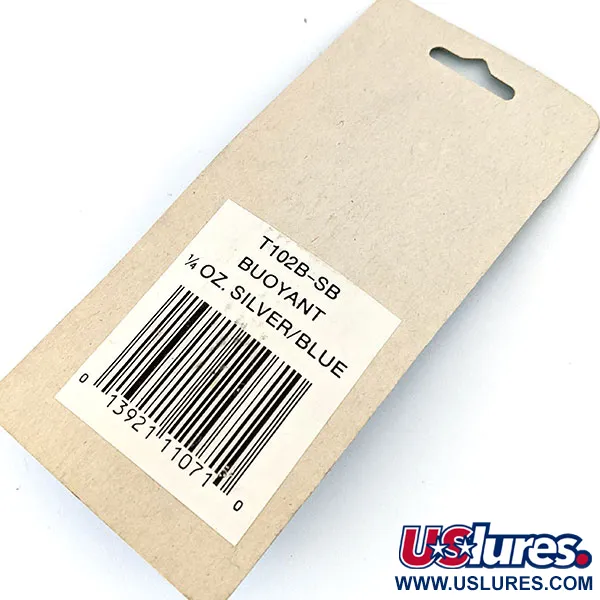 T102B-SB
BUOYANT
¼ OZ. SILVER/BLUE
0 13921 11071 0
USlures.
WWW.USLURES.COM